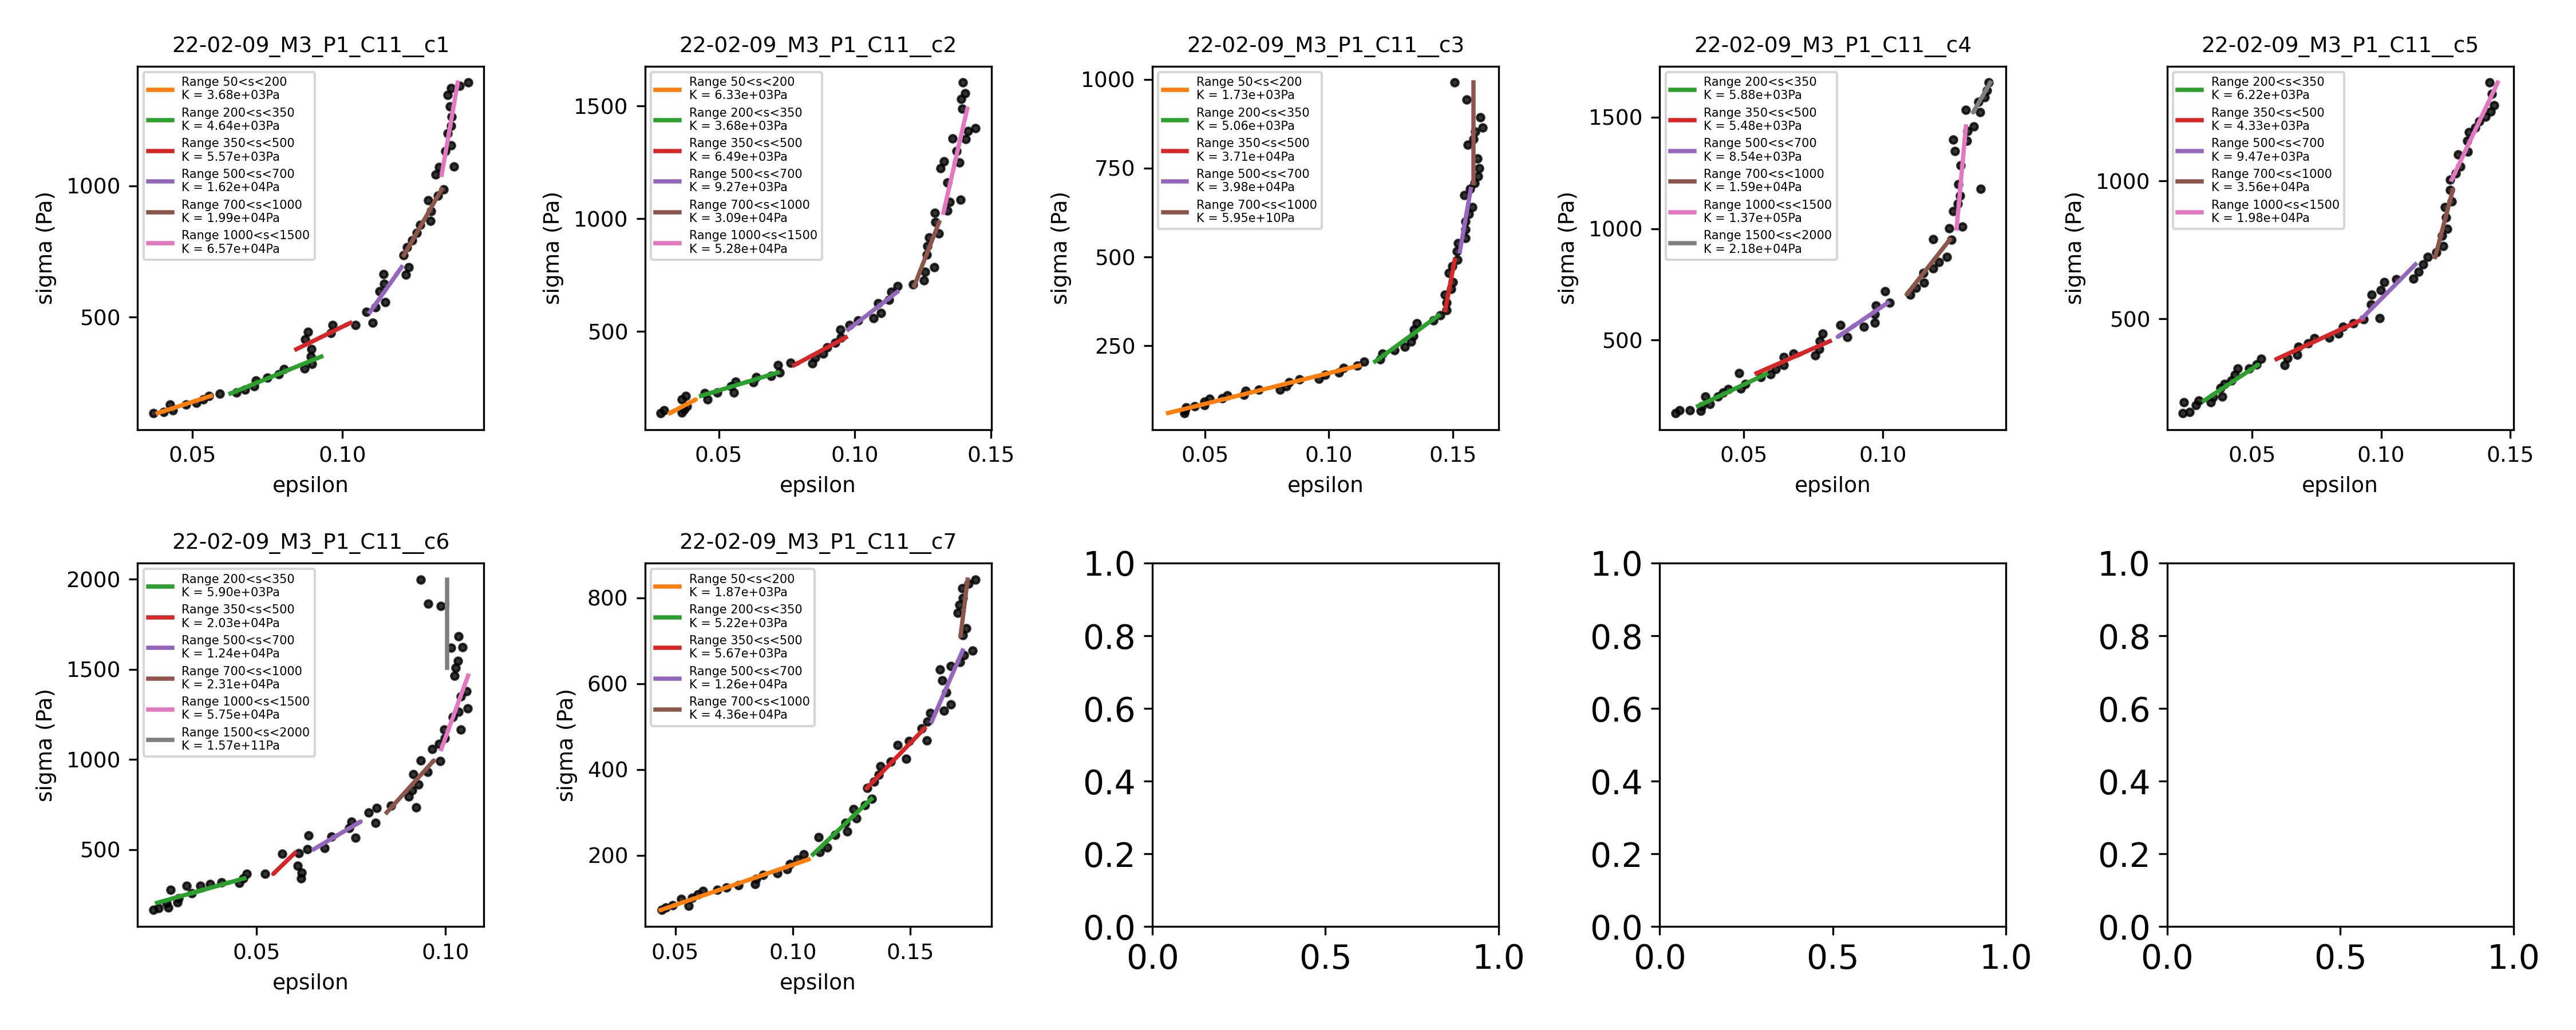 22-02-09_M3_P1_C11__c1
Range 50<s<200
K = 3.68e+03Pa
Range 200<s<350
K = 4.64e+03Pa
Range 350<s<500
K = 5.57e+03Pa
Range 500<s<700
K = 1.62e+04Pa
Range 700<s<1000
K = 1.99e+04Pa
Range 1000<s<1500
K = 6.57e+04Pa
1000
500
sigma (Pa)
0.05 0.10
epsilon
22-02-09_M3_P1_C11__c2
Range 50<s<200
K = 6.33e+03Pa
Range 200<s<350
K = 3.68e+03Pa
Range 350<s<500
K = 6.49e+03Pa
Range 500<s<700
K = 9.27e+03Pa
Range 700<s<1000
K = 3.09e+04Pa
Range 1000<s<1500
K = 5.28e+04Pa
1500
1000
500
sigma (Pa)
0.05 0.10 0.15
epsilon
22-02-09_M3_P1_C11__c3
Range 50<s<200
K = 1.73e+03Pa
Range 200<s<350
K = 5.06e+03Pa
Range 350<s<500
K = 3.71e+04Pa
Range 500<s<700
K = 3.98e+04Pa
Range 700<s<1000
K = 5.95e+10Pa
1000
750
500
250
sigma (Pa)
0.05 0.10 0.15
epsilon
22-02-09_M3_P1_C11__c4
Range 200<s<350
K = 5.88e+03Pa
Range 350<s<500
K = 5.48e+03Pa
Range 500<s<700
K = 8.54e+03Pa
Range 700<s<1000
K = 1.59e+04Pa
Range 1000<s<1500
K = 1.37e+05Pa
Range 1500<s<2000
K = 2.18e+04Pa
1500
1000
500
sigma (Pa)
0.05 0.10
epsilon
22-02-09_M3_P1_C11__c5
Range 200<s<350
K = 6.22e+03Pa
Range 350<s<500
K = 4.33e+03Pa
Range 500<s<700
K = 9.47e+03Pa
Range 700<s<1000
K = 3.56e+04Pa
Range 1000<s<1500
K = 1.98e+04Pa
1000
500
sigma (Pa)
0.05 0.10 0.15
epsilon
22-02-09_M3_P1_C11__c6
Range 200<s<350
K = 5.90e+03Pa
Range 350<s<500
K = 2.03e+04Pa
Range 500<s<700
K = 1.24e+04Pa
Range 700<s<1000
K = 2.31e+04Pa
Range 1000<s<1500
K = 5.75e+04Pa
Range 1500<s<2000
K = 1.57e+11Pa
2000
1500
1000
500
sigma (Pa)
0.05 0.10
epsilon
22-02-09_M3_P1_C11__c7
Range 50<s<200
K = 1.87e+03Pa
Range 200<s<350
K = 5.22e+03Pa
Range 350<s<500
K = 5.67e+03Pa
Range 500<s<700
K = 1.26e+04Pa
Range 700<s<1000
K = 4.36e+04Pa
800
600
400
200
sigma (Pa)
0.05 0.10 0.15
epsilon
1.0
0.8
0.6
0.4
0.2
0.0
0.0 0.5 1.0
1.0
0.8
0.6
0.4
0.2
0.0
0.0 0.5 1.0
1.0
0.8
0.6
0.4
0.2
0.0
0.0 0.5 1.0